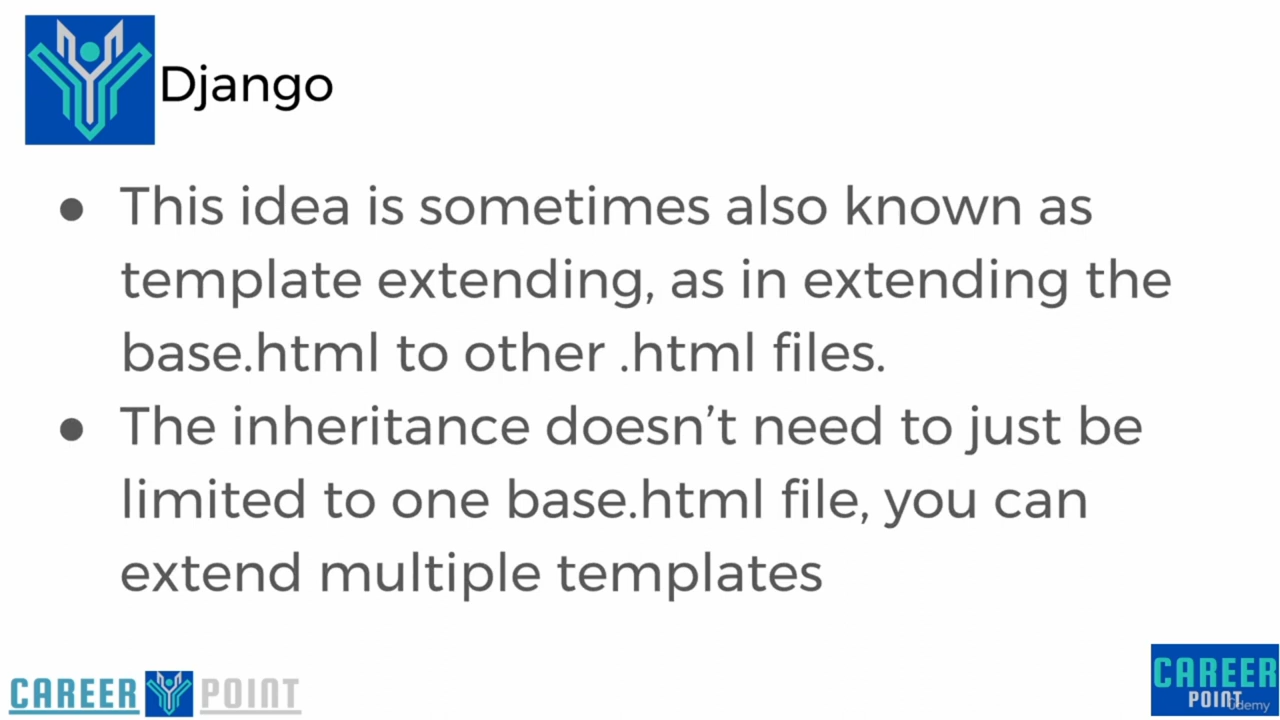 Django
● This idea is sometimes also known as
template extending, as in extending the
base.html to other .html files.
● The inheritance doesn’t need to just be
limited to one base.html file, you can
extend multiple templates
CAREER POINT
CAREER
POINT
ûdemy